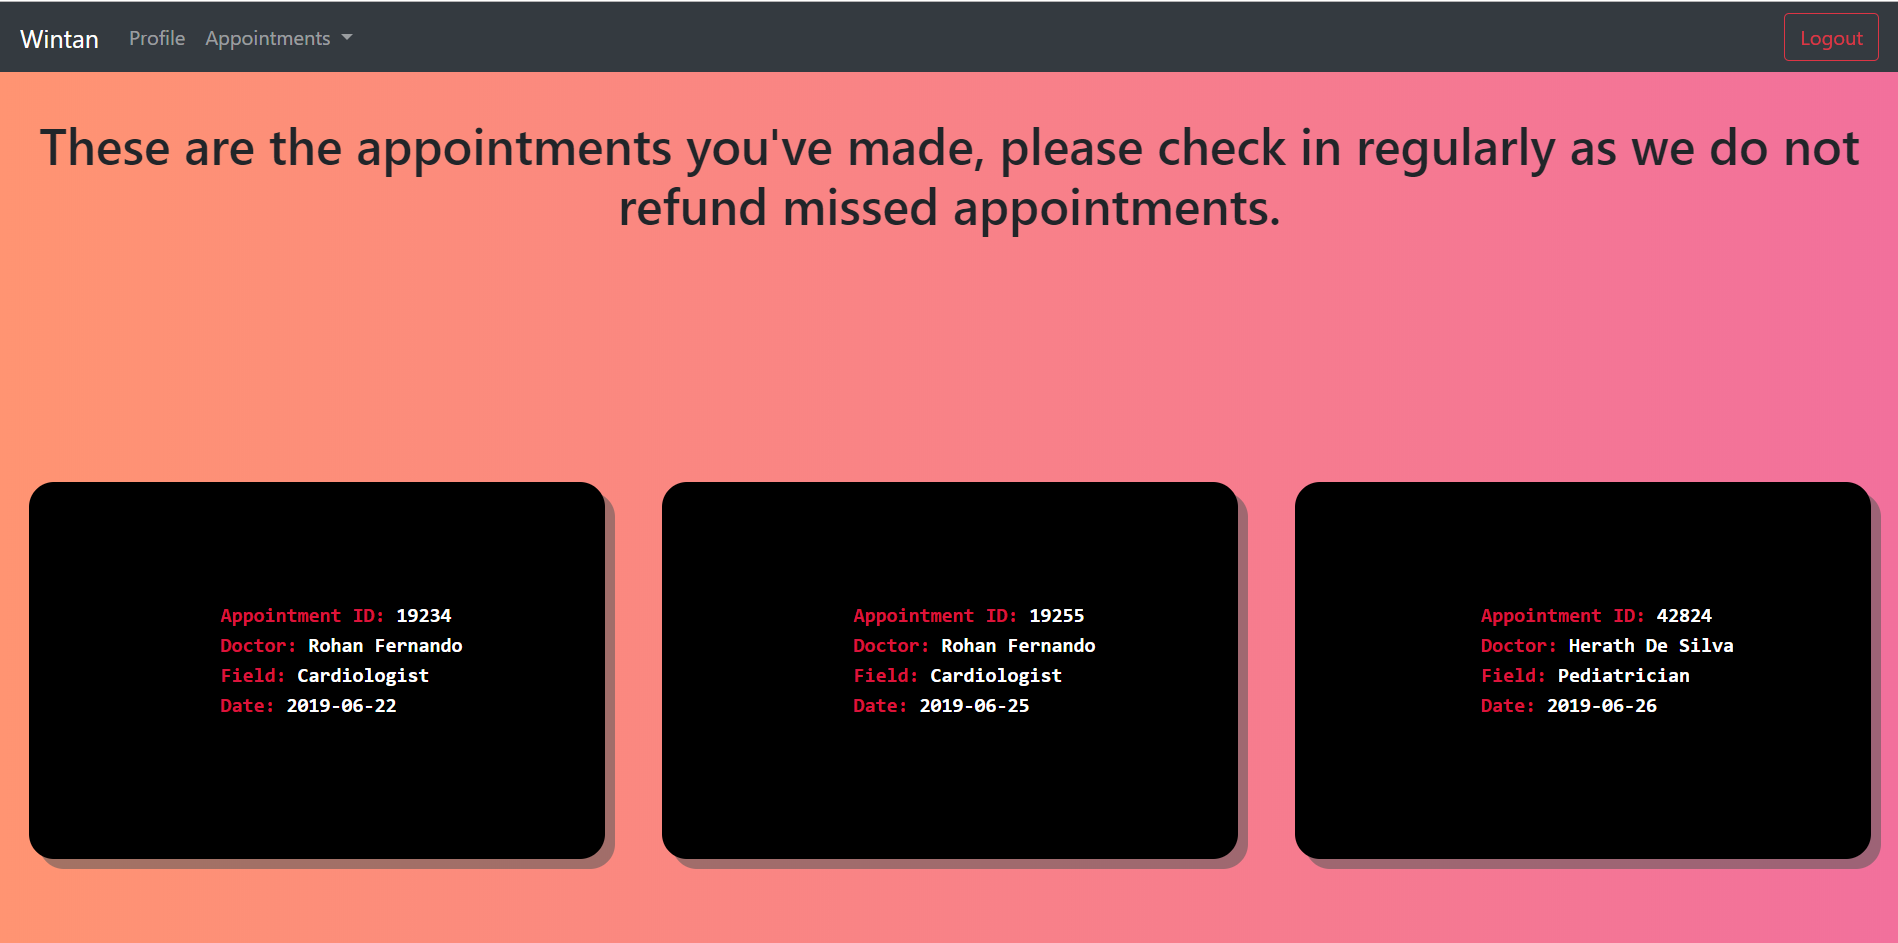 Wintan Profile Appointments Logout
These are the appointments you've made, please check in regularly as we do not
refund missed appointments.
Appointment ID: 19234
Doctor: Rohan Fernando
Field: Cardiologist
Date: 2019-06-22
Appointment ID: 19255
Doctor: Rohan Fernando
Field: Cardiologist
Date: 2019-06-25
Appointment ID: 42824
Doctor: Herath De Silva
Field: Pediatrician
Date: 2019-06-26